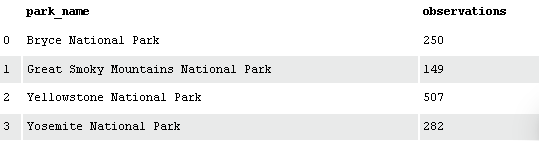 park_name observations
0 Bryce National Park 250
1 Great Smoky Mountains National Park 149
2 Yellowstone National Park 507
3 Yosemite National Park 282